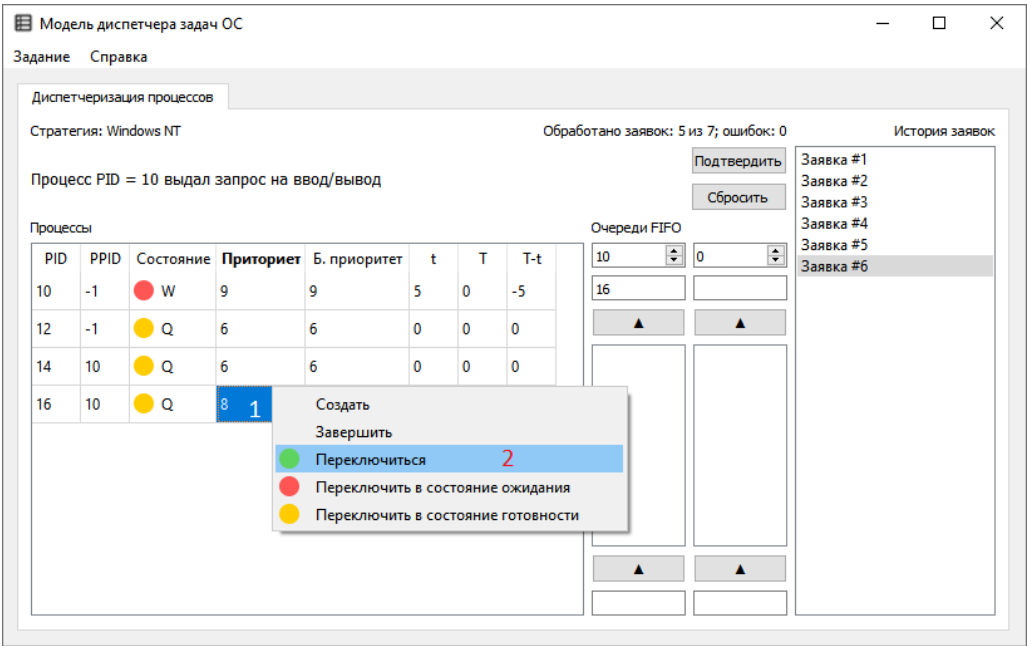 Модель диспетчера задач ОС
Задание Справка
Диспетчеризация процессов
Стратегия: Windows NT
Обработано заявок: 5 из 7; ошибок: 0
История заявок
Процесс PID = 10 выдал запрос на ввод/вывод
Подтвердить
Сбросить
Заявка #1
Заявка #2
Заявка #3
Заявка #4
Заявка #5
Заявка #6
Процессы
PID PPID Состояние Приториет Б. приоритет t T T-t
10 -1 W 9 9 5 0 -5
12 -1 Q 6 6 0 0 0
14 10 Q 6 6 0 0 0
16 10 Q 8 1
Создать
Завершить
Переключиться 2
Переключить в состояние ожидания
Переключить в состояние готовности
Очереди FIFO
10 0
16
▲ ▲
▲ ▲